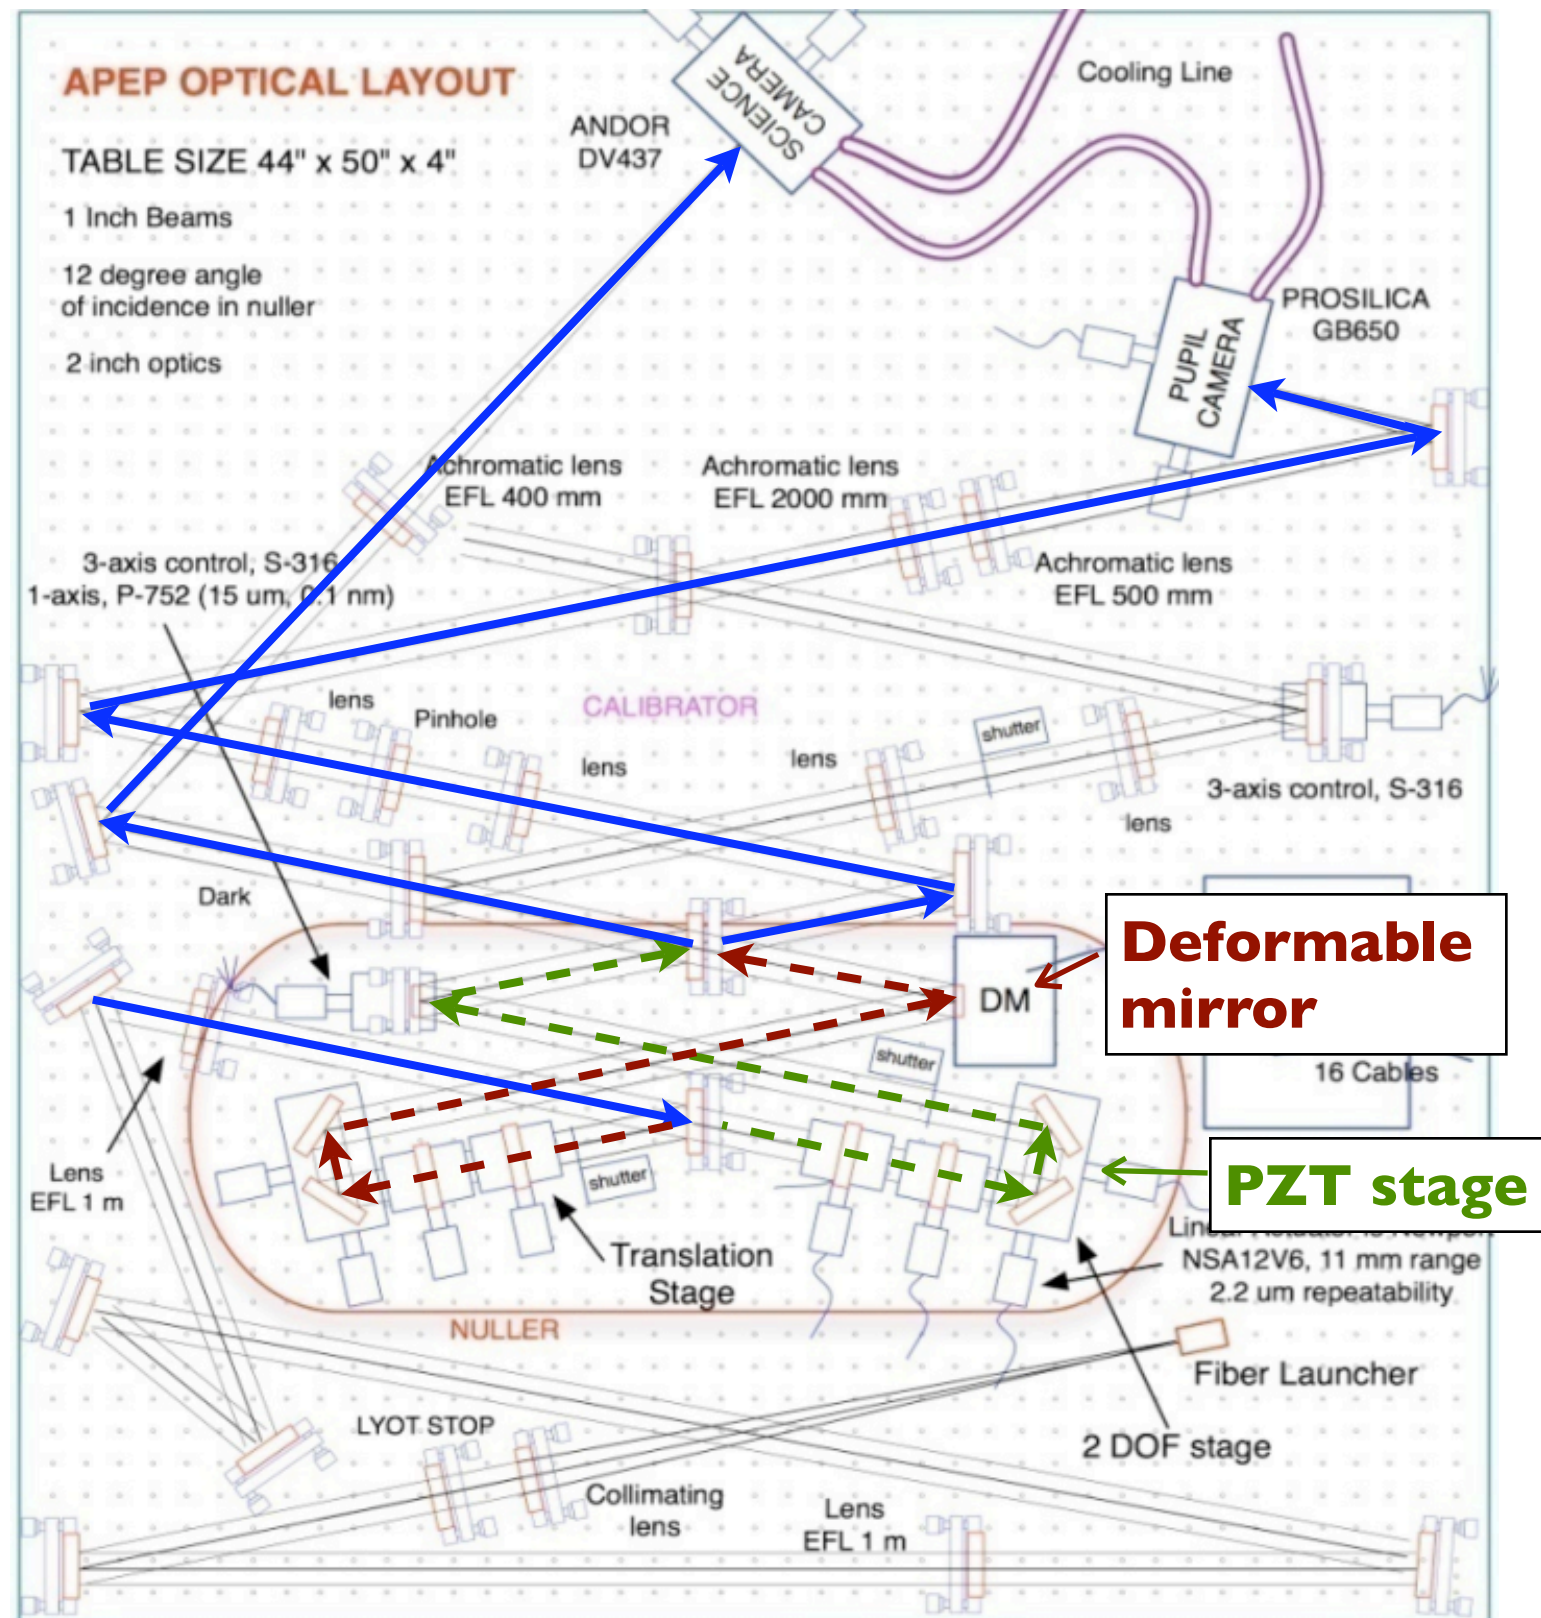 APEP OPTICAL LAYOUT
TABLE SIZE 44" x 50" x 4"
1 Inch Beams
12 degree angle
of incidence in nuller
2 inch optics
ANDOR
DV437
SCIENCE
CAMERA
Cooling Line
PROSILICA
GB650
PUPIL
CAMERA
Achromatic lens
EFL 400 mm
Achromatic lens
EFL 2000 mm
Achromatic lens
EFL 500 mm
3-axis control, S-316
1-axis, P-752 (15 um, 0.1 nm)
lens
Pinhole
CALIBRATOR
lens
lens
shutter
3-axis control, S-316
lens
Dark
Deformable
mirror
DM
16 Cables
shutter
Lens
EFL 1 m
shutter
PZT stage
Translation
Stage
NSA12V6, 11 mm range
2.2 um repeatability
NULLER
Fiber Launcher
LYOT STOP
2 DOF stage
Collimating
lens
Lens
EFL 1 m